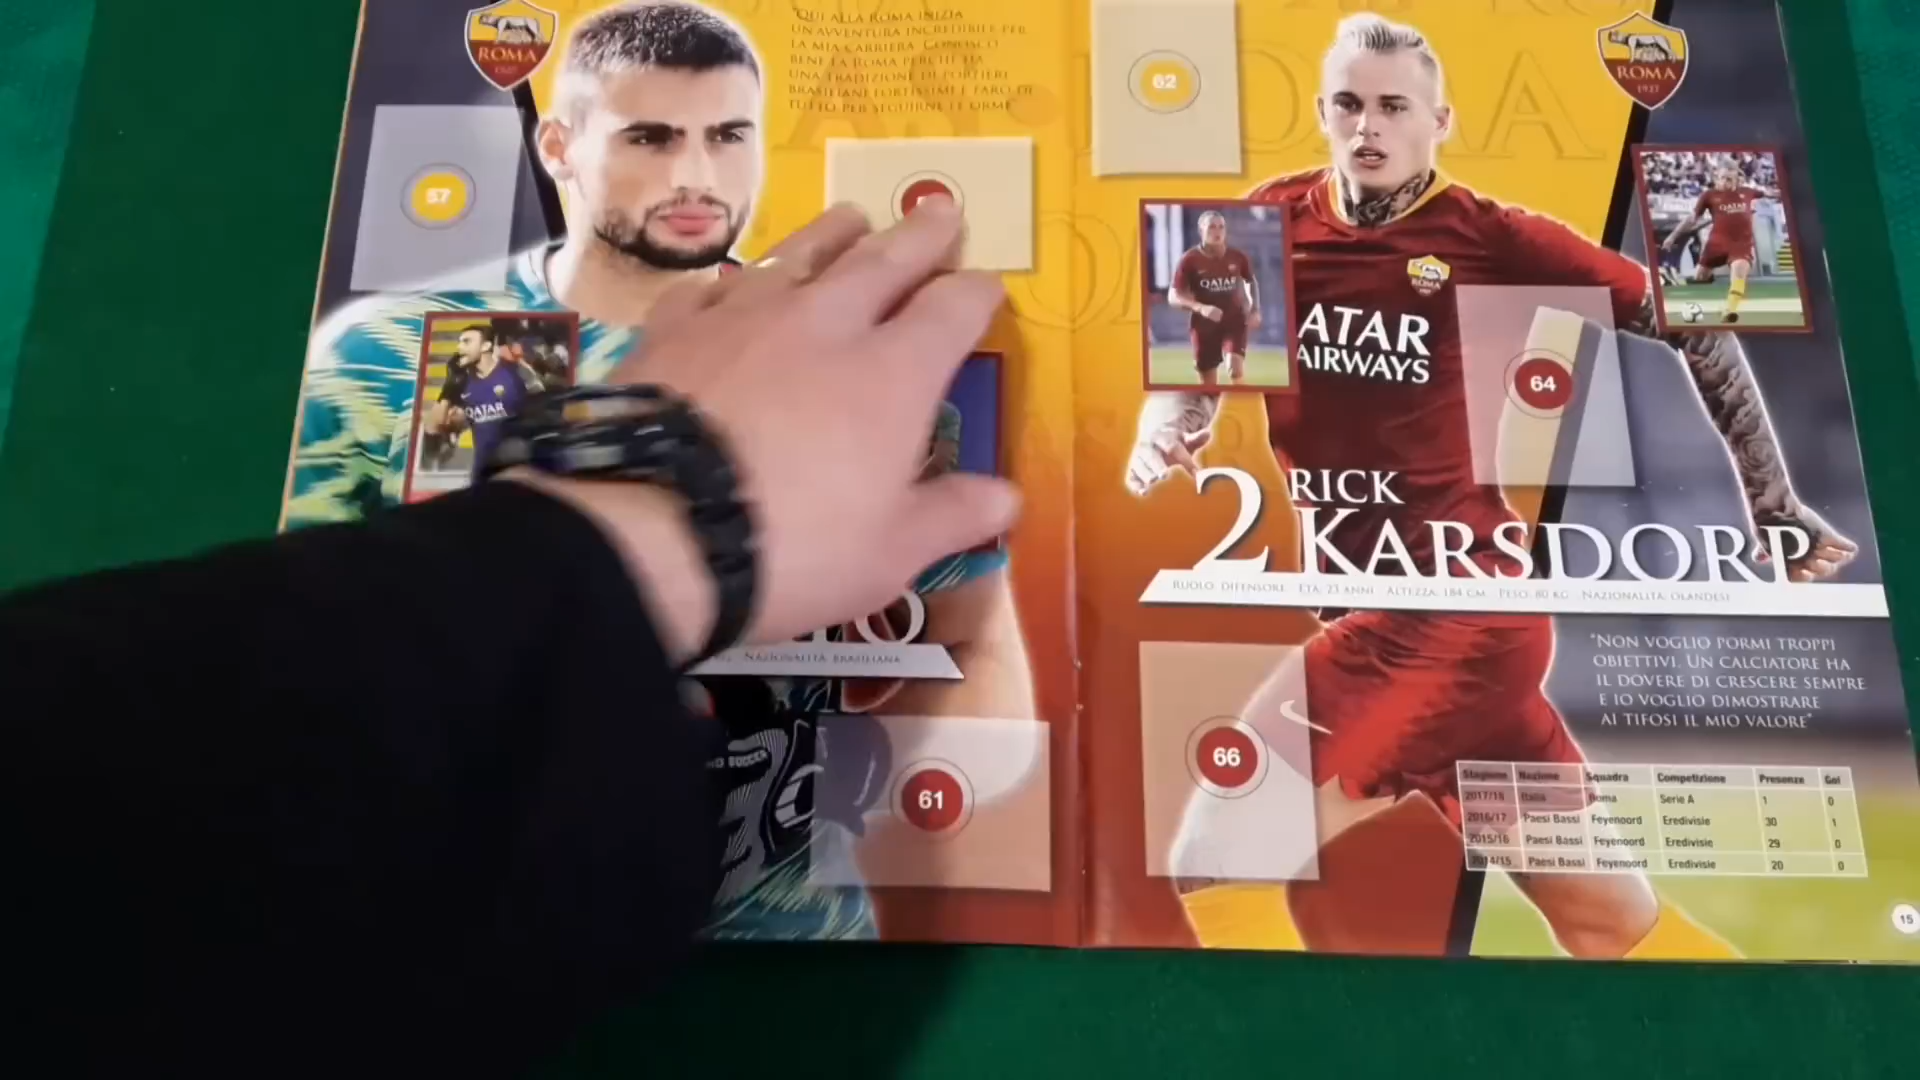 ROMA
1927
"QUI ALLA ROMA INIZIA
UN'AVVENTURA INCREDIBILE PER
LA MIA CARRIERA. CONOSCO
BENE LA ROMA PERCHÉ HA
UNA TRADIZIONE DI PORTIERI
BRASILIANI FORTISSIMI E FARÒ DI
TUTTO PER SEGUIRNE LE ORME"
57
QATAR
NAZIONALITÀ: BRASILIANA
61
62
ROMA
1927
QATAR
QATAR
ROMA
ATAR
AIRWAYS
64
2 RICK
KARSDORP
RUOLO: DIFENSORE ETÀ: 23 ANNI ALTEZZA: 184 CM PESO: 80 KG NAZIONALITÀ: OLANDESE
"NON VOGLIO PORMI TROPPI
OBIETTIVI. UN CALCIATORE HA
IL DOVERE DI CRESCERE SEMPRE
E IO VOGLIO DIMOSTRARE
AI TIFOSI IL MIO VALORE"
66
Stagione Nazione Squadra Competizione Presenze Gol
2017/18 Italia Roma Serie A 1 0
2016/17 Paesi Bassi Feyenoord Eredivisie 30 1
2015/16 Paesi Bassi Feyenoord Eredivisie 29 0
2014/15 Paesi Bassi Feyenoord Eredivisie 20 0
15